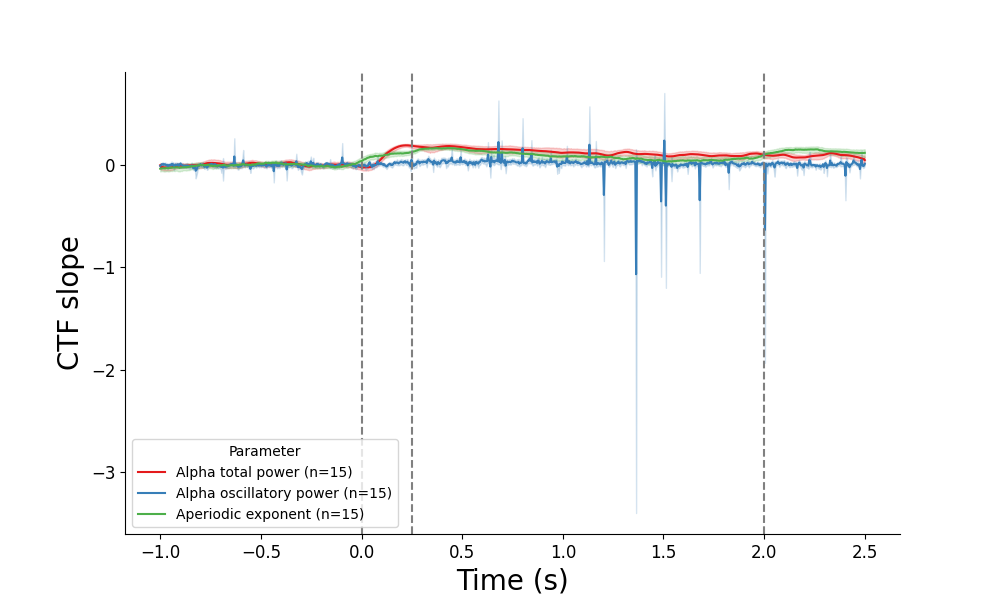 0
−1
−2
−3
CTF slope
Parameter
Alpha total power (n=15)
Alpha oscillatory power (n=15)
Aperiodic exponent (n=15)
−1.0 −0.5 0.0 0.5 1.0 1.5 2.0 2.5
Time (s)